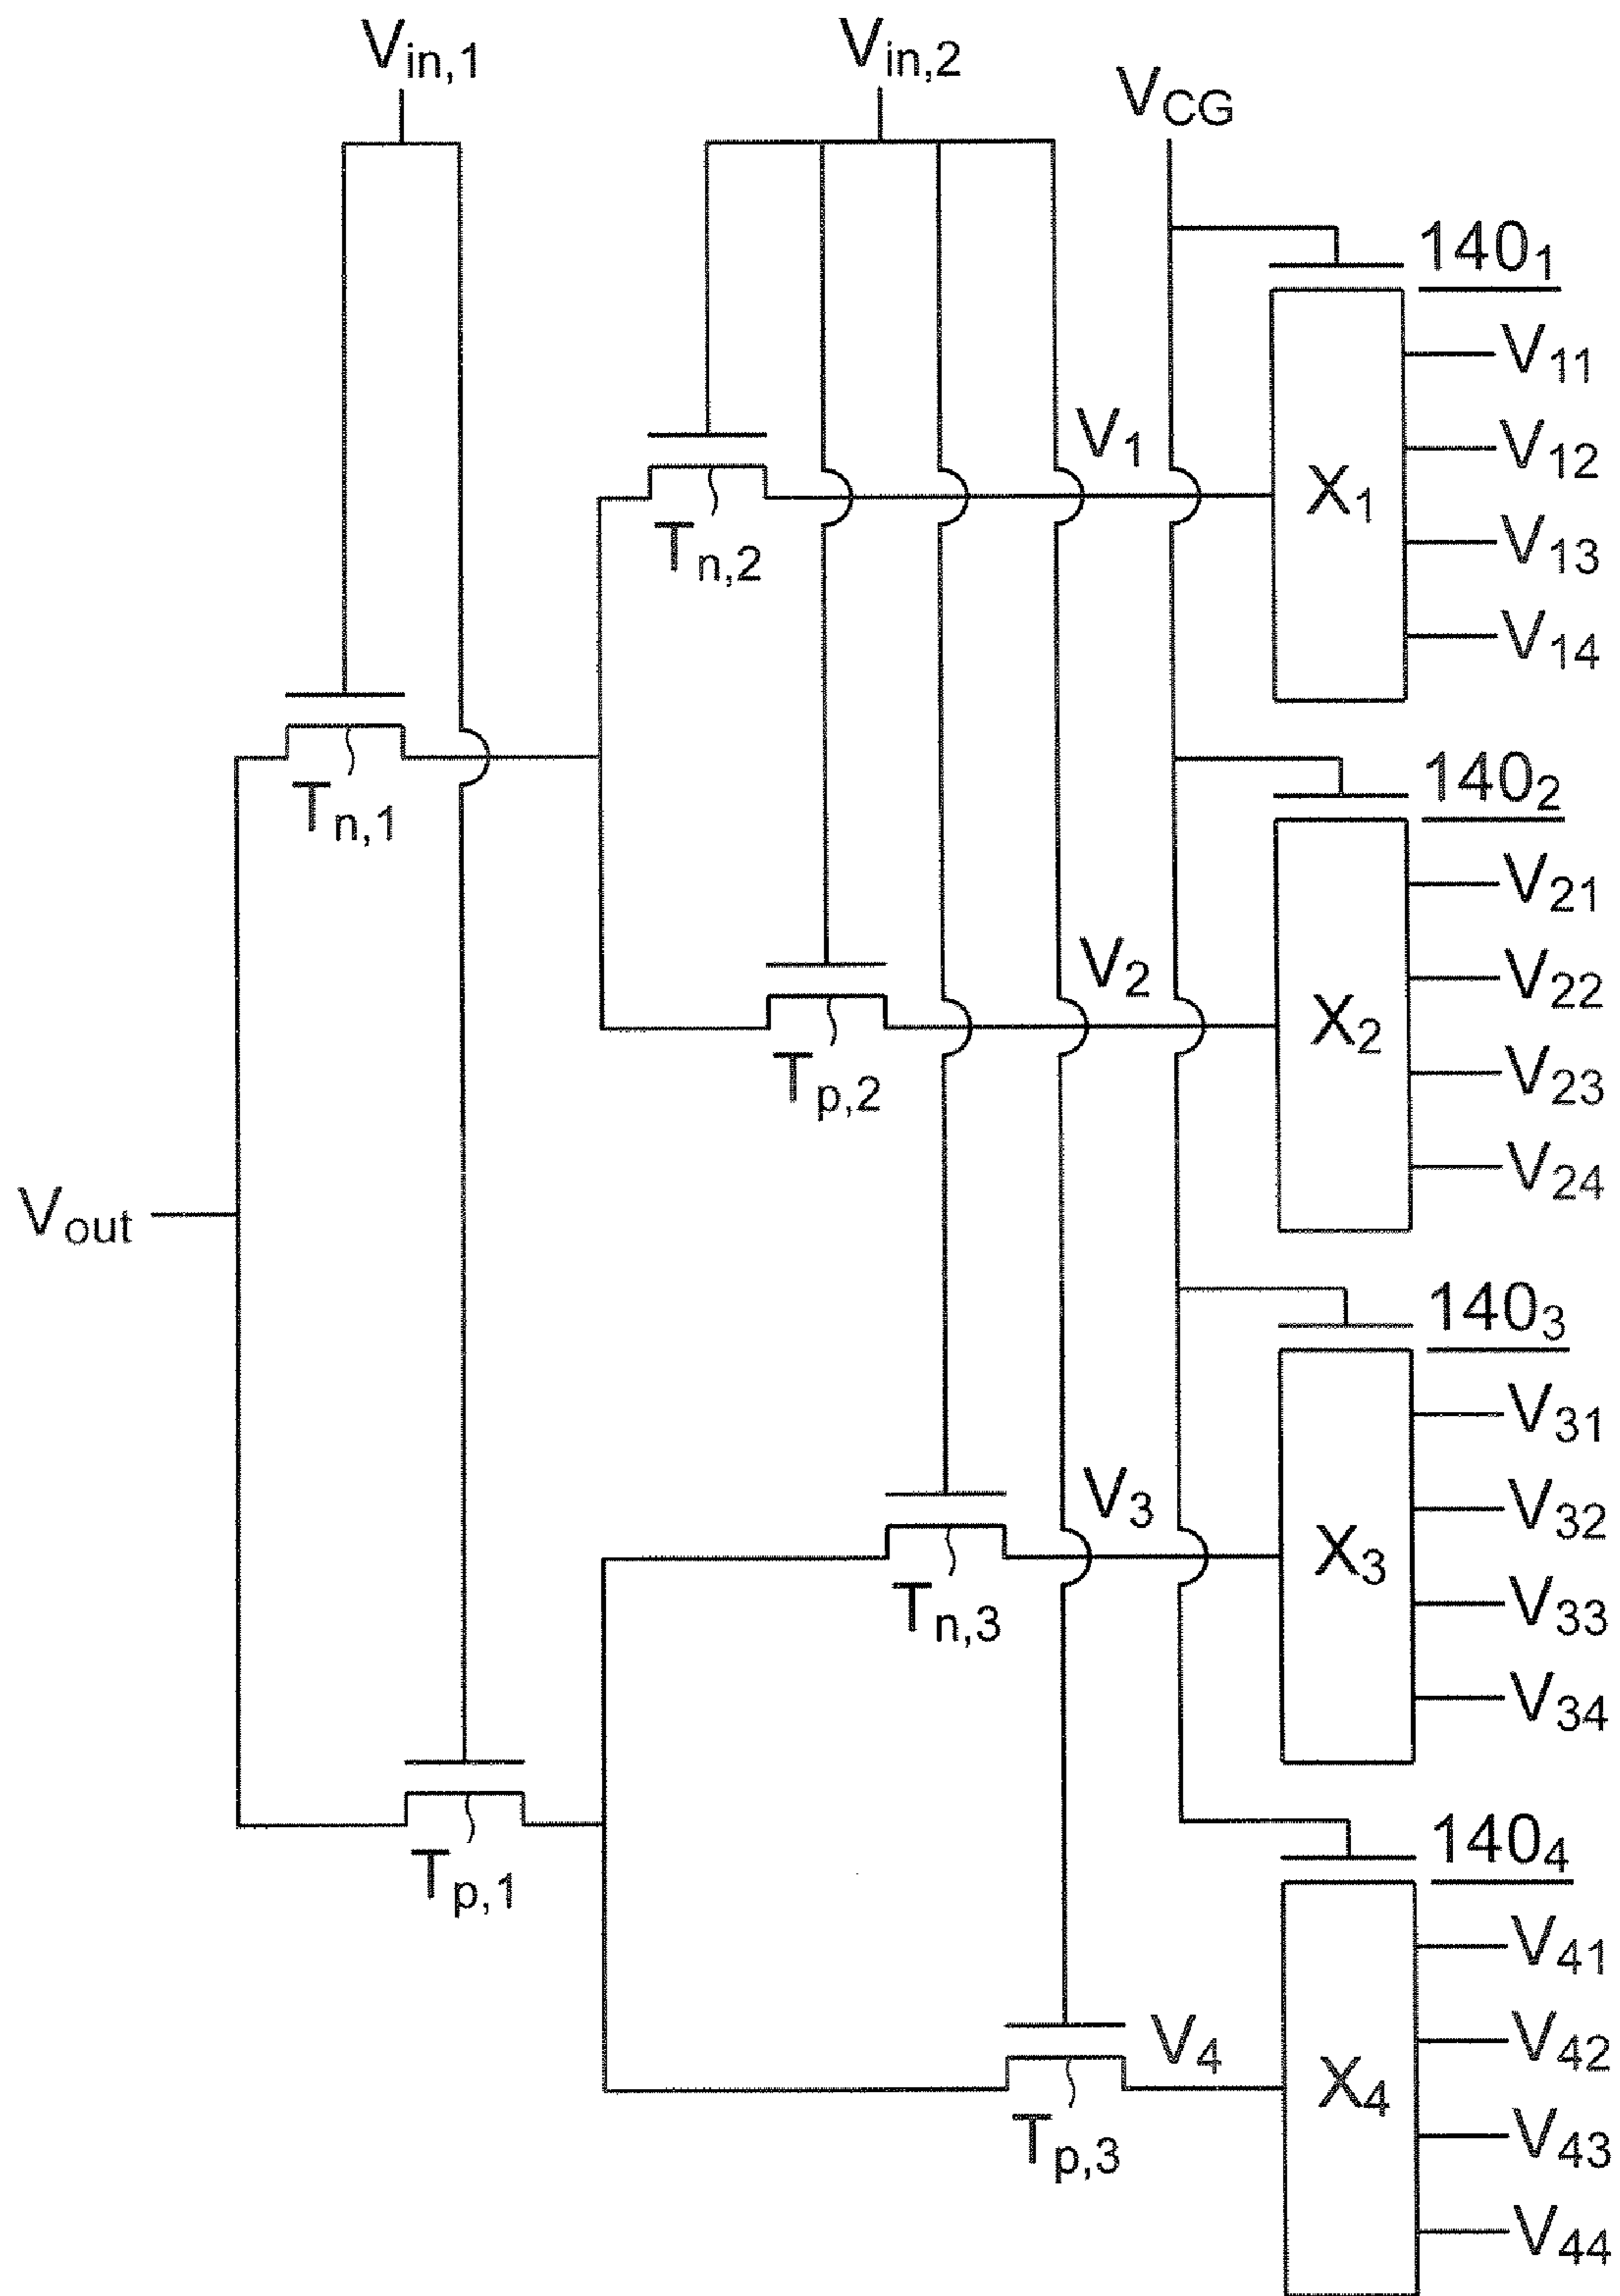 Vin,1
Vin,2
VCG
1401
V11
V12
V13
V14
X1
V1
Tn,2
Tn,1
1402
V21
V22
V23
V24
X2
V2
Tp,2
Vout
1403
V31
V32
V33
V34
X3
V3
Tn,3
Tp,1
1404
V41
V42
V43
V44
X4
V4
Tp,3